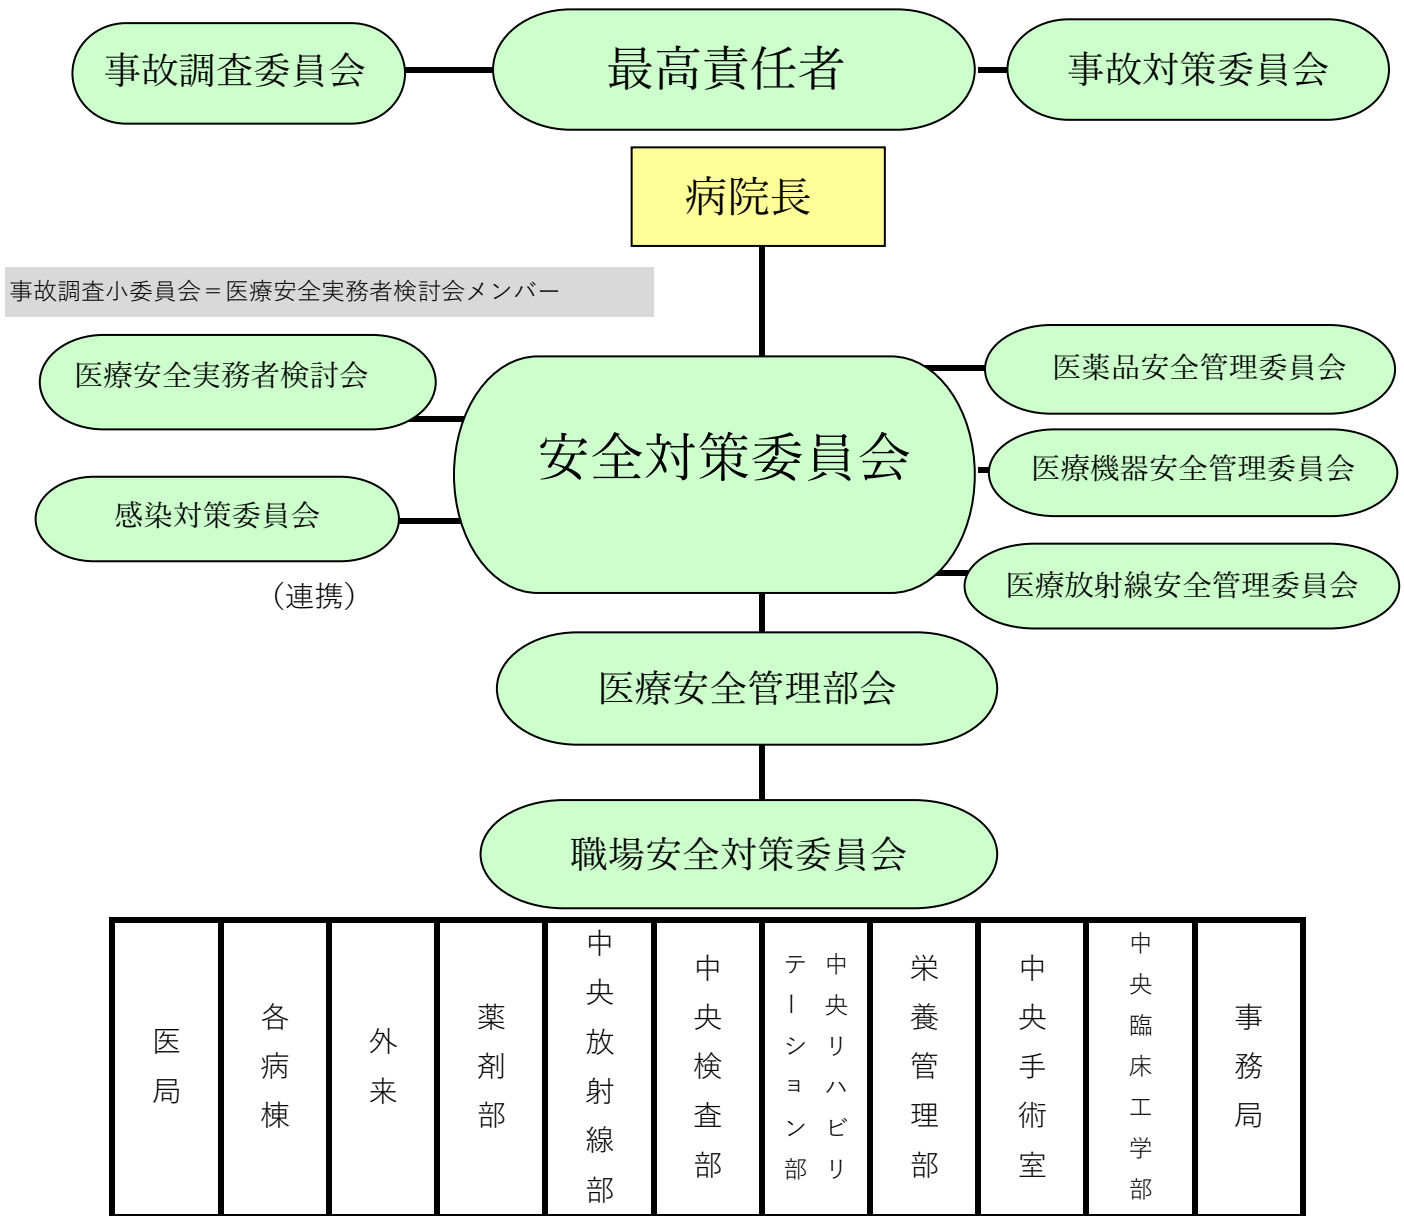 事故調査委員会
最高責任者
事故対策委員会
病院長
事故調査小委員会＝医療安全実務者検討会メンバー
医療安全実務者検討会
感染対策委員会
（連携）
安全対策委員会
医薬品安全管理委員会
医療機器安全管理委員会
医療放射線安全管理委員会
医療安全管理部会
職場安全対策委員会
医局
各病棟
外来
薬剤部
中央放射線部
中央検査部
中央リハビリ
テーション部
栄養管理部
中央手術室
中央臨床工学部
事務局